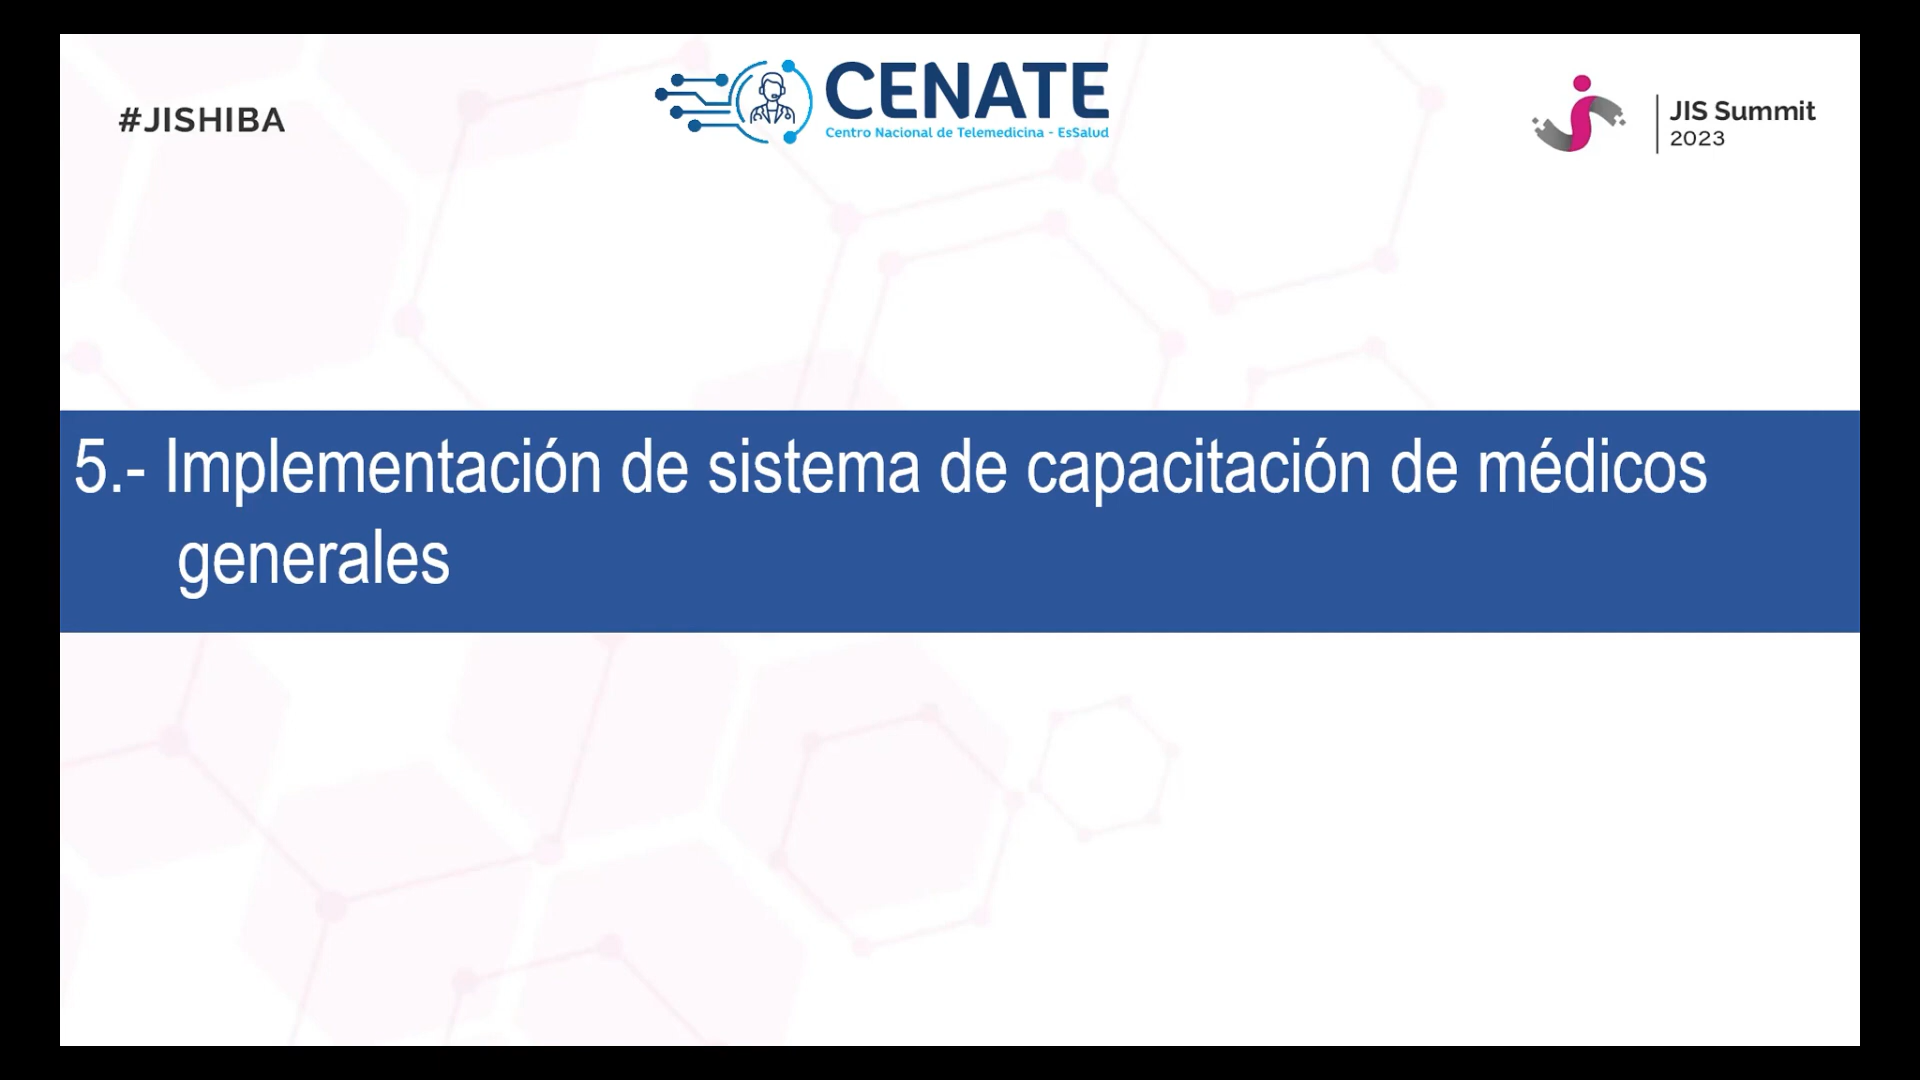 #JISHIBA
CENATE
Centro Nacional de Telemedicina - EsSalud
JIS Summit
2023
5.- Implementación de sistema de capacitación de médicos
generales